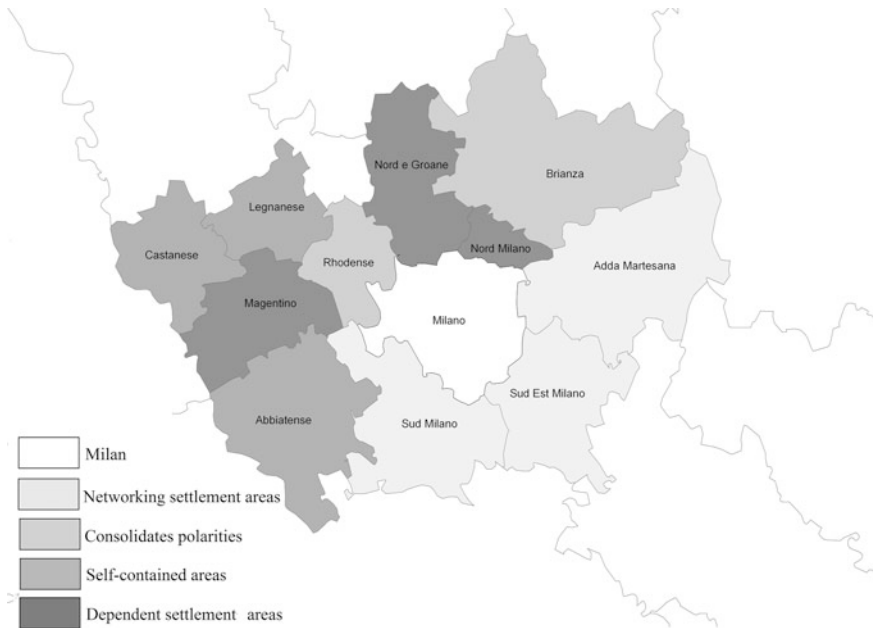 Nord e Groane
Brianza
Legnanese
Castanese
Rhodense
Nord Milano
Adda Martesana
Magentino
Milano
Sud Est Milano
Abbiatense
Sud Milano
Milan
Networking settlement areas
Consolidates polarities
Self-contained areas
Dependent settlement areas